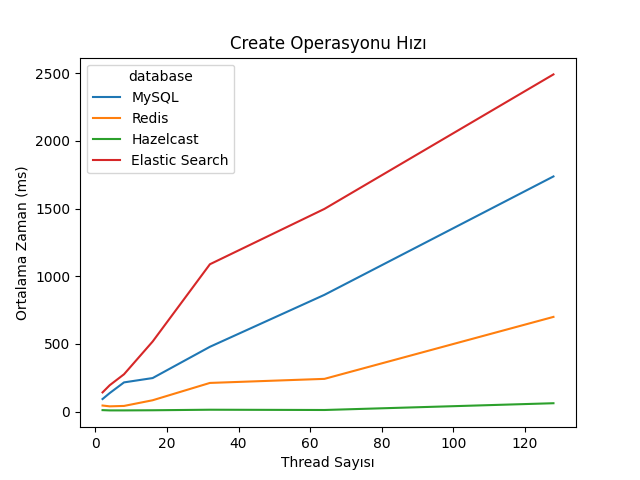 Create Operasyonu Hızı
database
MySQL
Redis
Hazelcast
Elastic Search
Ortalama Zaman (ms)
2500
2000
1500
1000
500
0
0 20 40 60 80 100 120
Thread Sayısı